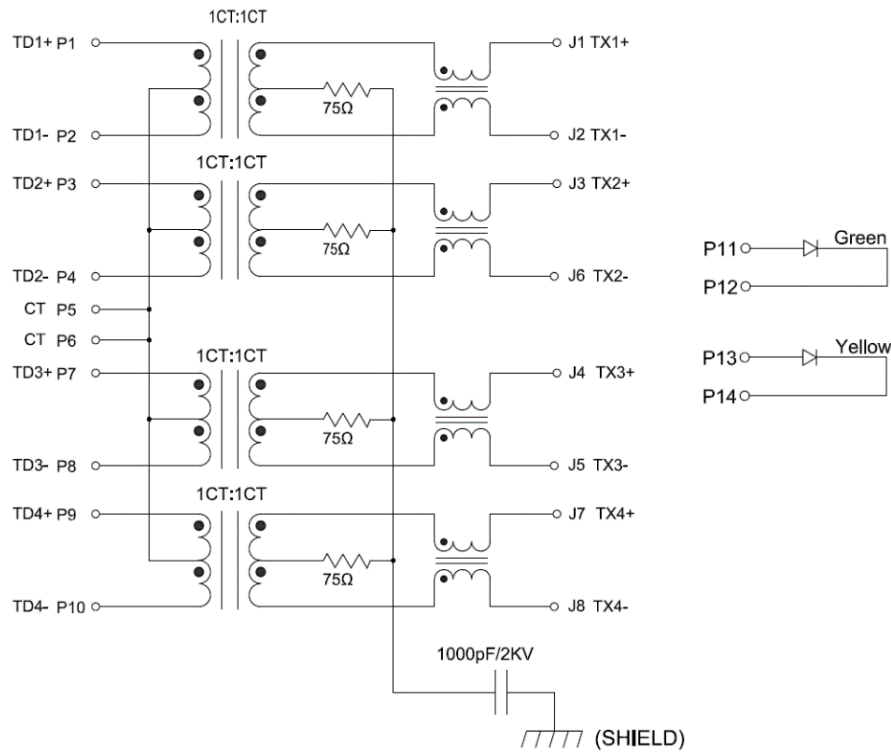 1CT:1CT
TD1+ P1
J1 TX1+
75Ω
TD1- P2
J2 TX1-
1CT:1CT
TD2+ P3
J3 TX2+
75Ω
TD2- P4
J6 TX2-
CT P5
CT P6
1CT:1CT
TD3+ P7
J4 TX3+
75Ω
TD3- P8
J5 TX3-
1CT:1CT
TD4+ P9
J7 TX4+
75Ω
TD4- P10
J8 TX4-
1000pF/2KV
(SHIELD)
P11
Green
P12
P13
Yellow
P14